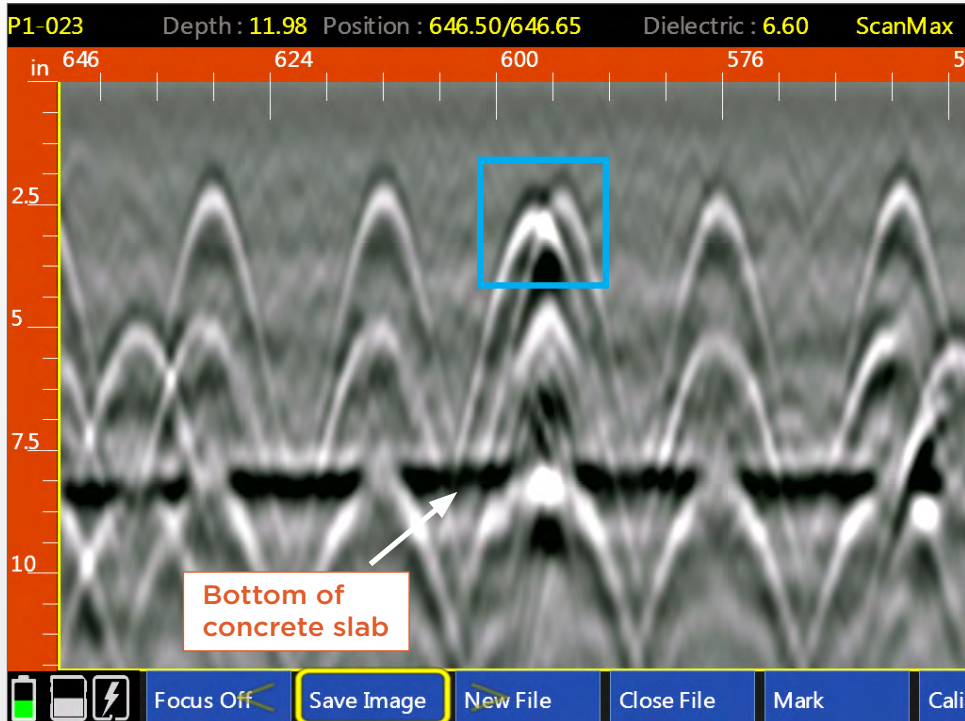 P1-023 Depth : 11.98 Position : 646.50/646.65 Dielectric : 6.60 ScanMax
in 646 624 600 576 5
2.5
5
7.5
10
Bottom of
concrete slab
Focus Off Save Image New File Close File Mark Cali